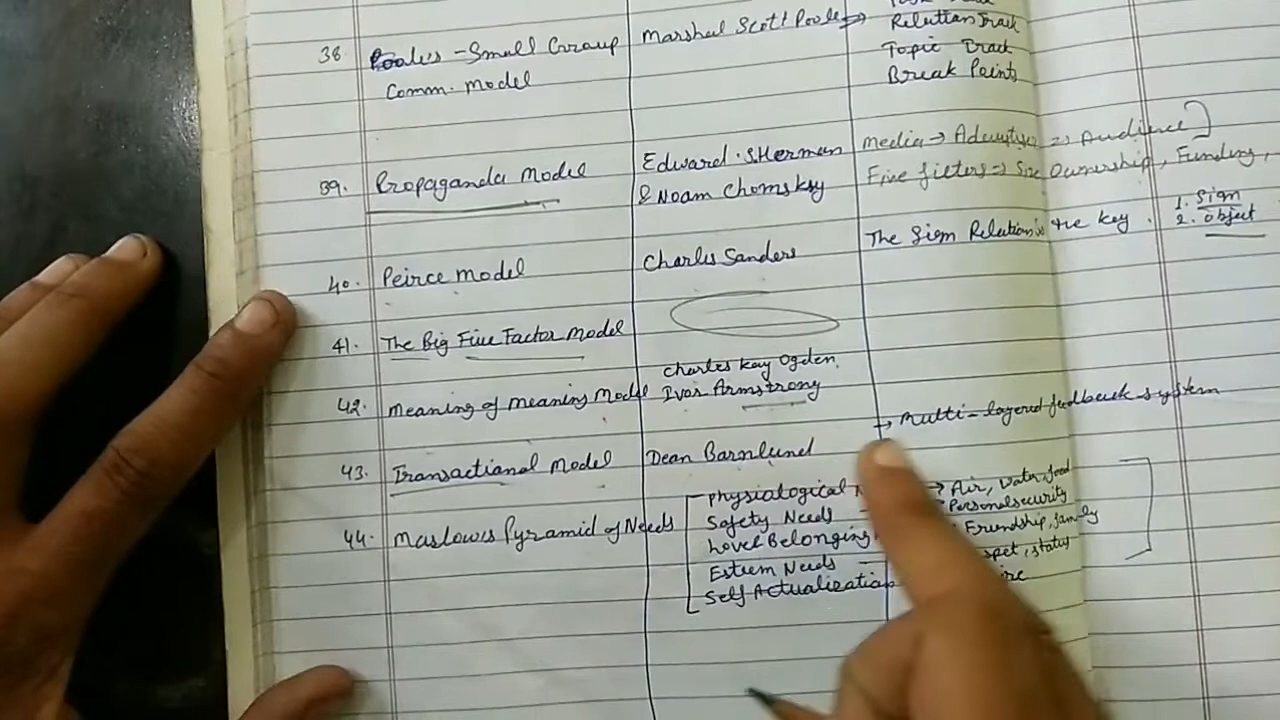 Relation Track
38. Poole's - Small Group Marshal Scott Poole →
Topic Track
Comm. Model
Break Points
39. Propaganda Model Edward. S. Herman & Noam Chomsky
Media → Advertiser => Audience]
Five filters => Size Ownership, Funding,
40. Peirce Model Charles Sanders
The Sign Relation is the key. 1. Sign
2. Object
41. The Big Five Factor Model
42. Meaning of meaning Model Charles Kay Ogden, Ivor Armstrong
43. Transactional Model Dean Barnlund → Multi-layered feedback system
44. Maslow's Pyramid of Needs
Physiological → Air, Water, food
Safety Needs Personal security
Love & Belonging Friendship, family
Esteem Needs status
Self Actualization